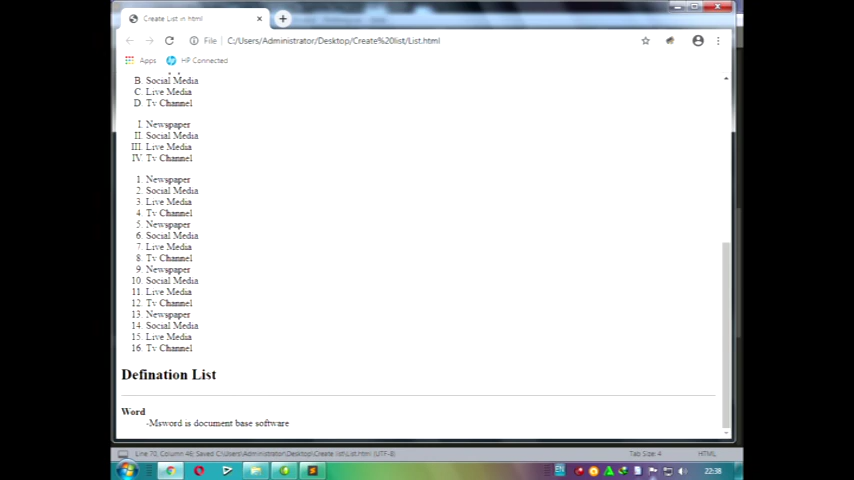 Create List in html
File C:/Users/Administrator/Desktop/Create%20list/List.html
Apps HP Connected
B. Social Media
C. Live Media
D. Tv Channel
I. Newspaper
II. Social Media
III. Live Media
IV. Tv Channel
1. Newspaper
2. Social Media
3. Live Media
4. Tv Channel
5. Newspaper
6. Social Media
7. Live Media
8. Tv Channel
9. Newspaper
10. Social Media
11. Live Media
12. Tv Channel
13. Newspaper
14. Social Media
15. Live Media
16. Tv Channel
Defination List
Word
-Msword is document base software
Line 70, Column 46, Saved C:\Users\Administrator\Desktop\Create list\List.html (UTF-8) Tab Size: 4 HTML
EN 22:38